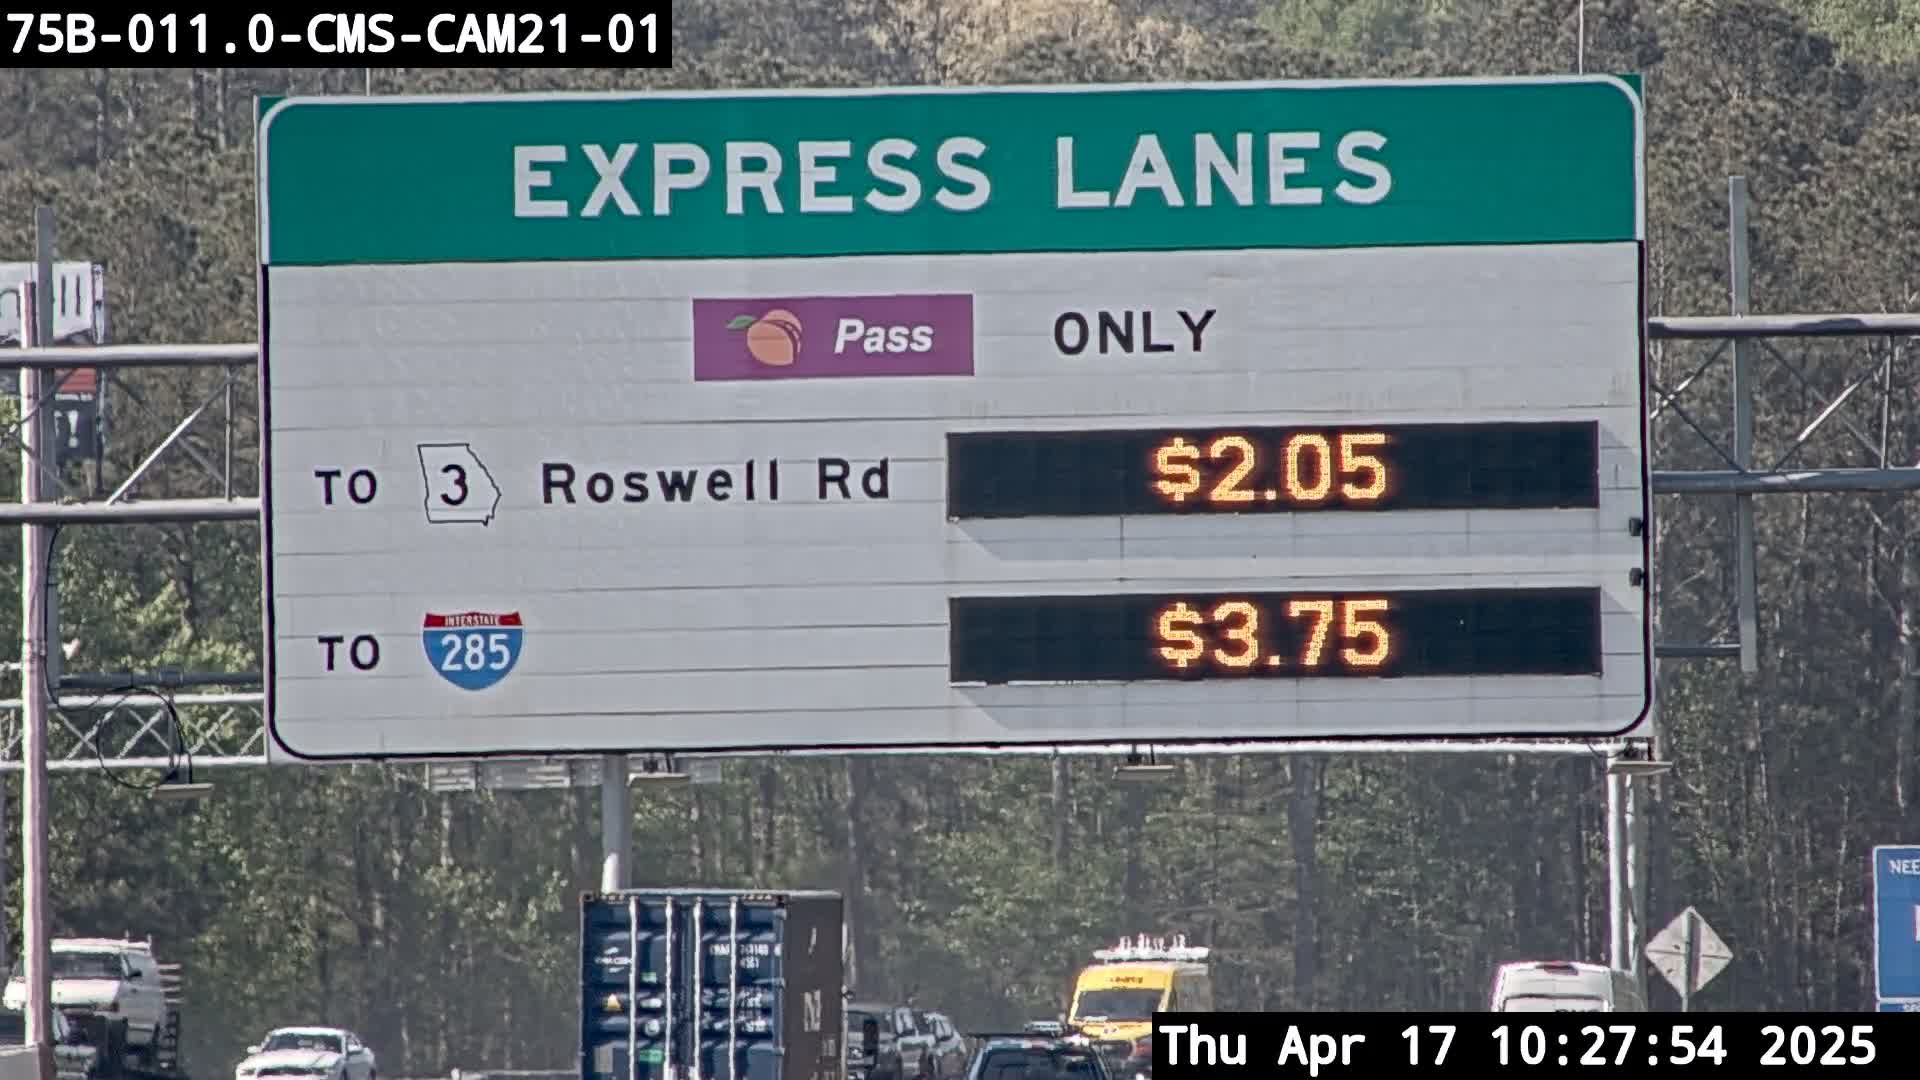 75B-011.0-CMS-CAM21-01
EXPRESS LANES
Pass ONLY
TO 3 Roswell Rd $2.05
TO INTERSTATE 285 $3.75
NEE
Thu Apr 17 10:27:54 2025